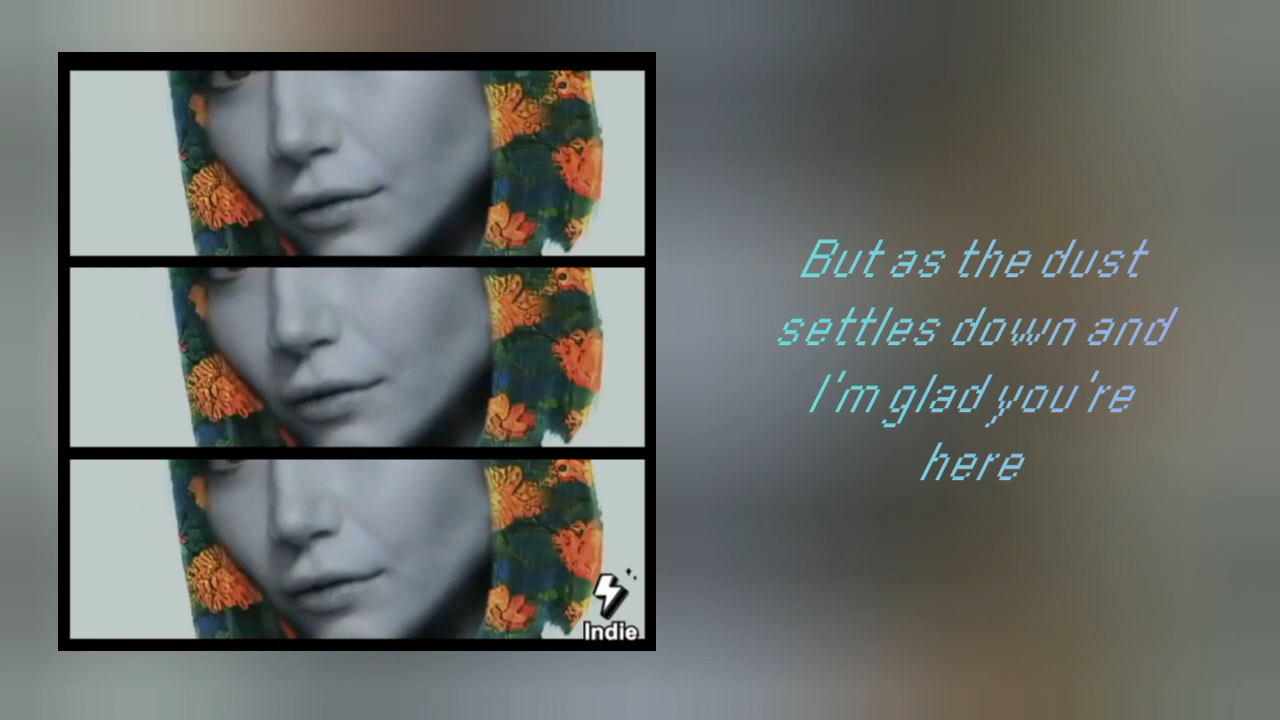 But as the dust
settles down and
I'm glad you're
here
Indie